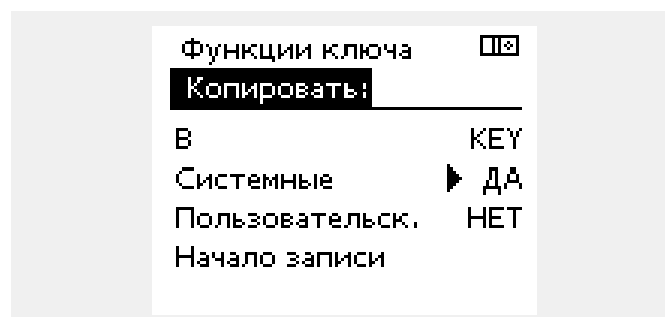 Функции ключа
Копировать:
В KEY
Системные ДА
Пользовательск. НЕТ
Начало записи